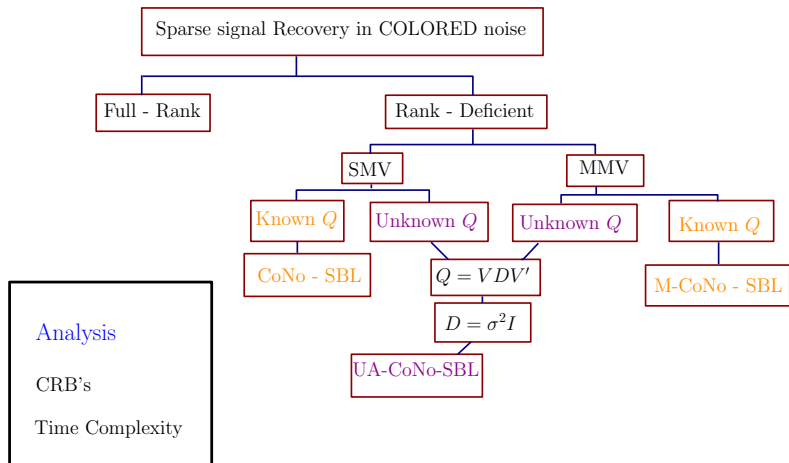 Sparse signal Recovery in COLORED noise
Full - Rank
Rank - Deficient
SMV
MMV
Known Q
Unknown Q
Unknown Q
Known Q
CoNo - SBL
Q = VDV′
M-CoNo - SBL
D = σ²I
UA-CoNo-SBL
Analysis
CRB's
Time Complexity